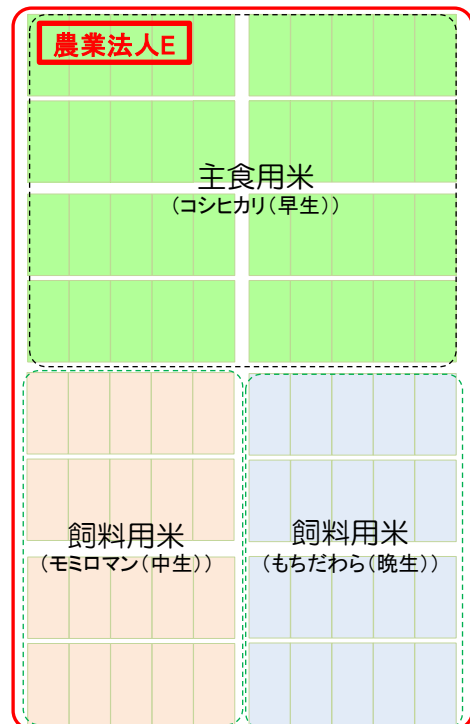 農業法人E
主食用米
(コシヒカリ(早生))
飼料用米
(モミロマン(中生))
飼料用米
(もちだわら(晩生))